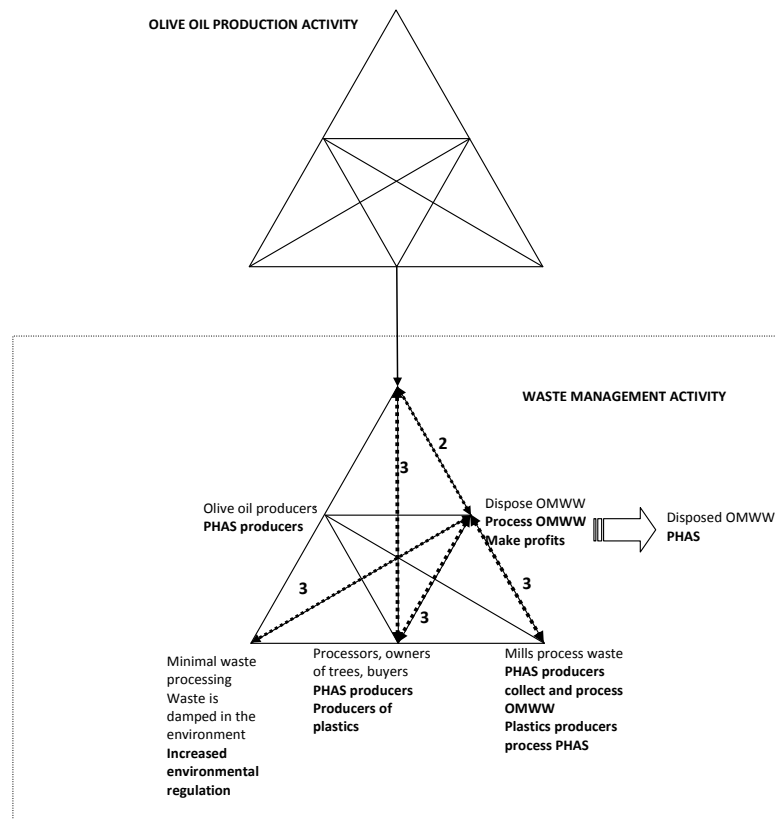 OLIVE OIL PRODUCTION ACTIVITY
WASTE MANAGEMENT ACTIVITY
2
3
Olive oil producers
PHAS producers
Dispose OMWW
Process OMWW
Make profits
Disposed OMWW
PHAS
3
3
3
Minimal waste
processing
Waste is
damped in the
environment
Increased
environmental
regulation
Processors, owners
of trees, buyers
PHAS producers
Producers of
plastics
Mills process waste
PHAS producers
collect and process
OMWW
Plastics producers
process PHAS